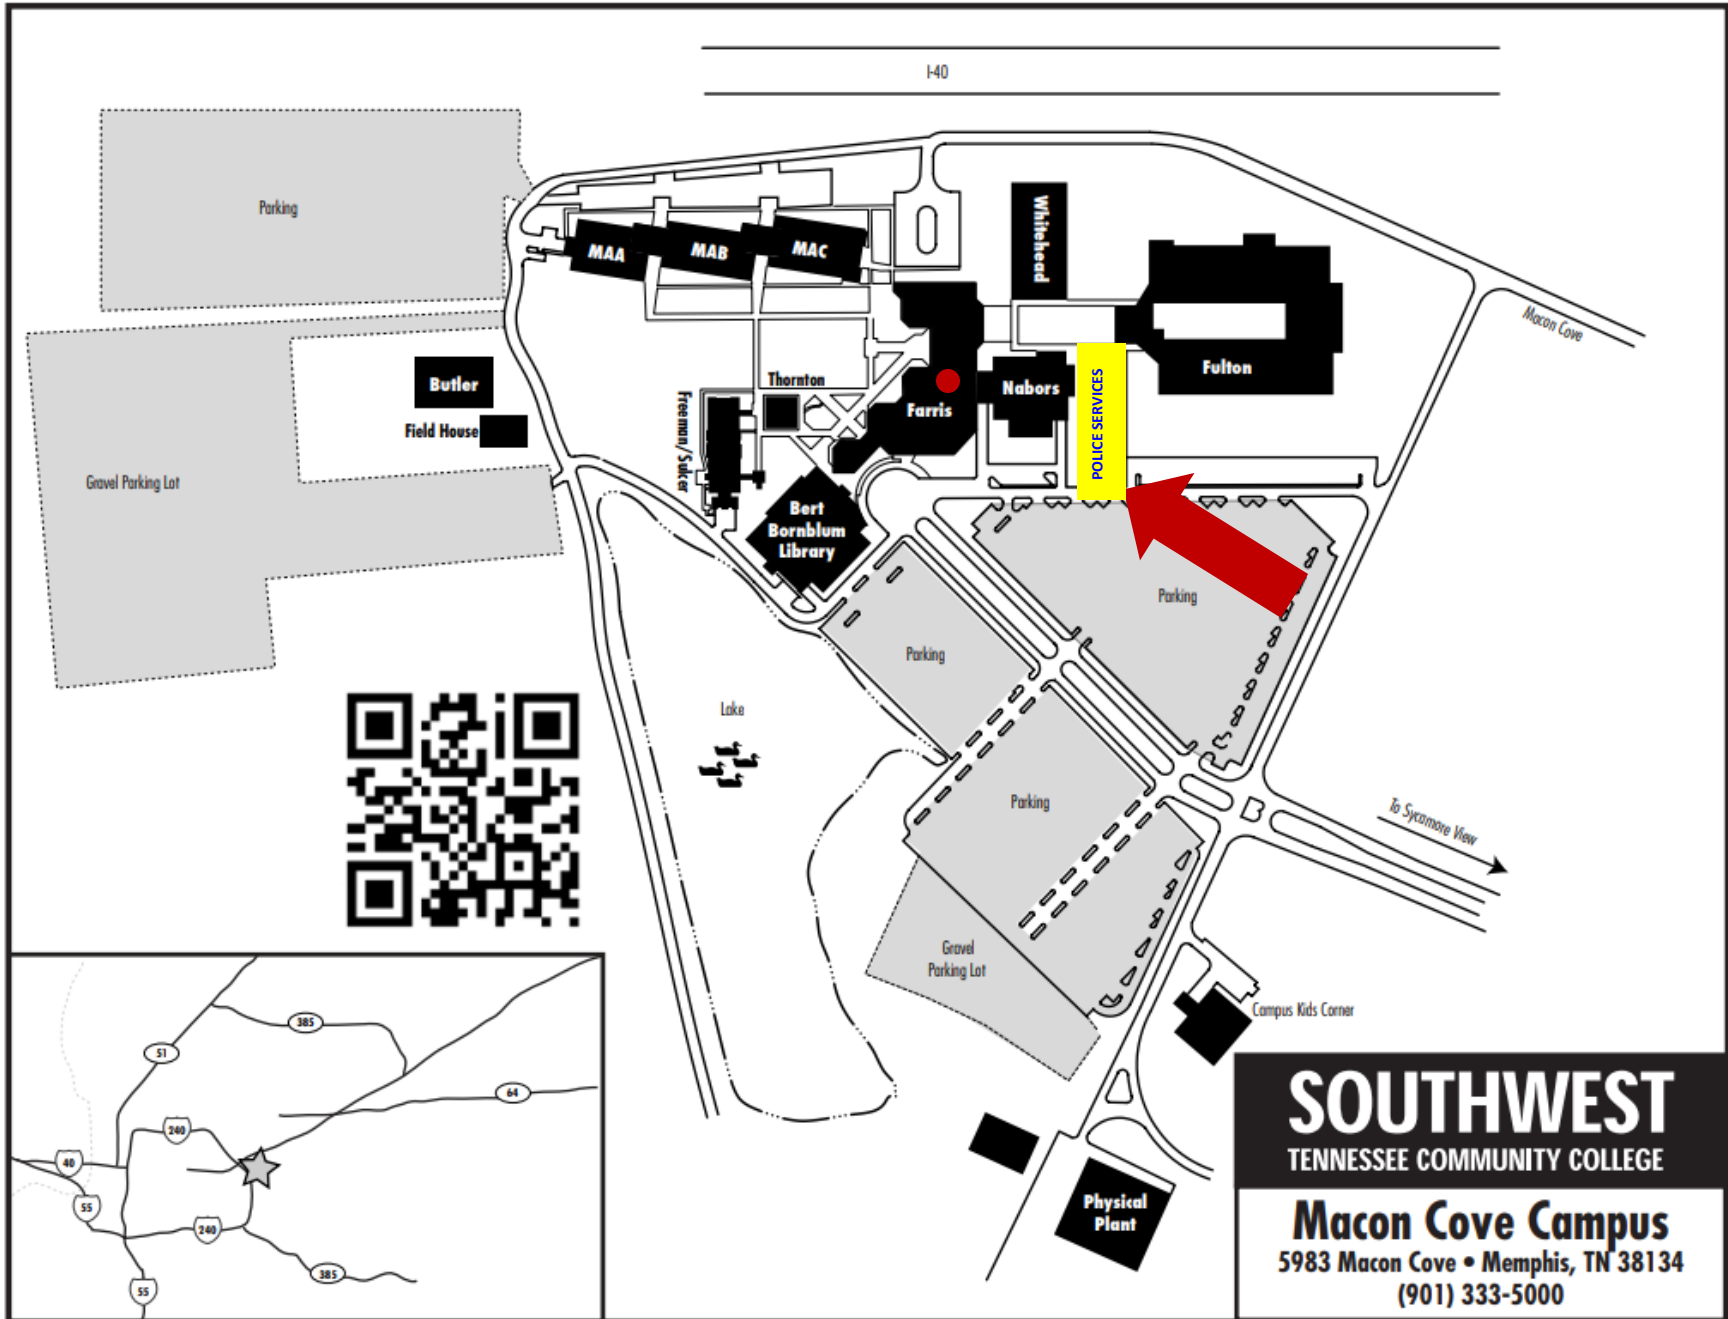 I-40
Parking
Whitehead
MAA
MAB
MAC
Macon Cove
Butler
Thornton
Nabors
Fulton
POLICE SERVICES
Farris
Field House
Freeman/Sulcer
Gravel Parking Lot
Bert
Bornblum
Library
Parking
Parking
Lake
Parking
To Sycamore View
Gravel
Parking Lot
Campus Kids Corner
385
51
64
240
40
55
240
385
55
Physical
Plant
SOUTHWEST
TENNESSEE COMMUNITY COLLEGE
Macon Cove Campus
5983 Macon Cove • Memphis, TN 38134
(901) 333-5000